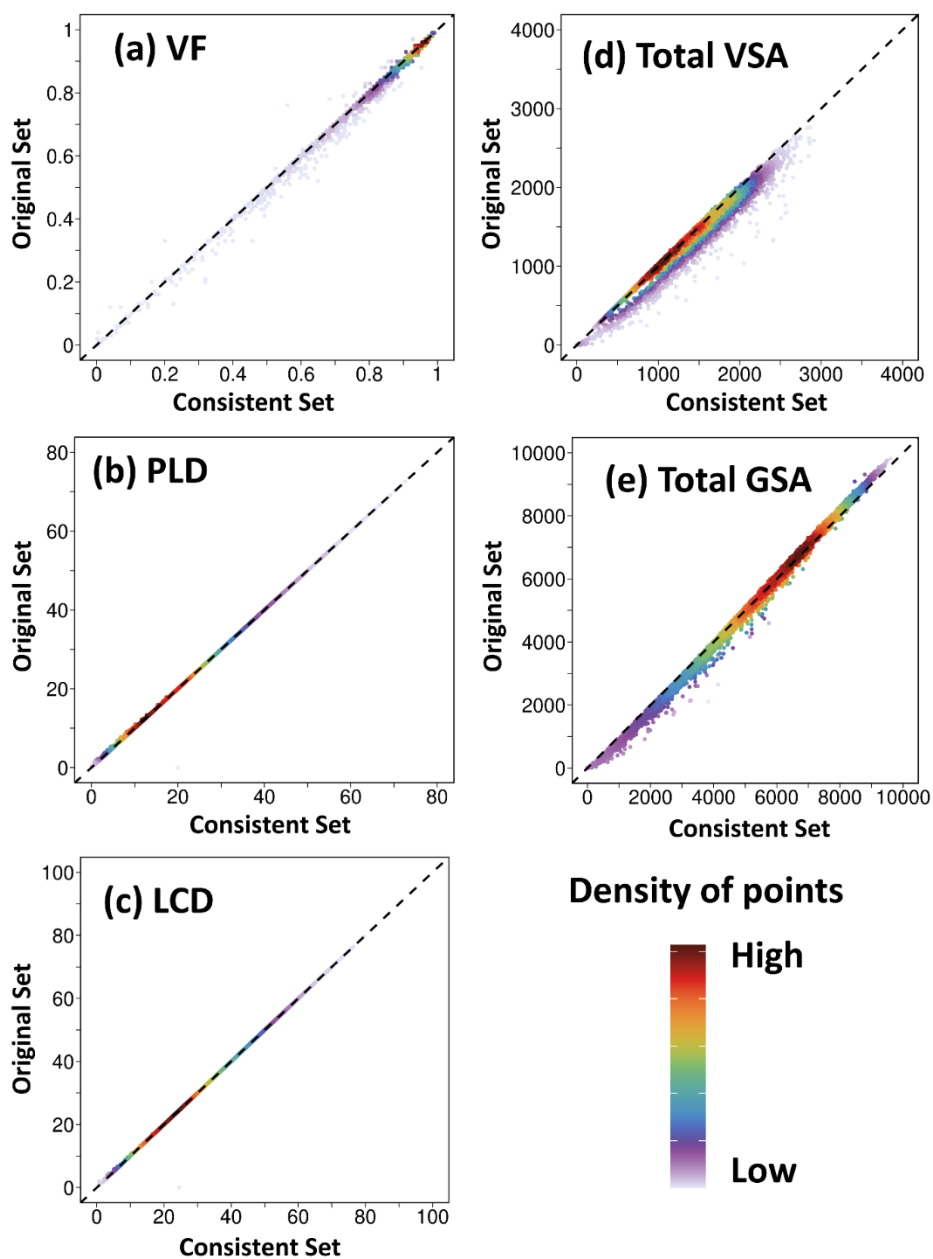 (a) VF
1
0.8
0.6
0.4
0.2
0
Original Set
0 0.2 0.4 0.6 0.8 1
Consistent Set
(d) Total VSA
4000
3000
2000
1000
0
Original Set
0 1000 2000 3000 4000
Consistent Set
(b) PLD
80
60
40
20
0
Original Set
0 20 40 60 80
Consistent Set
(e) Total GSA
10000
8000
6000
4000
2000
0
Original Set
0 2000 4000 6000 8000 10000
Consistent Set
(c) LCD
100
80
60
40
20
0
Original Set
0 20 40 60 80 100
Consistent Set
Density of points
High
Low